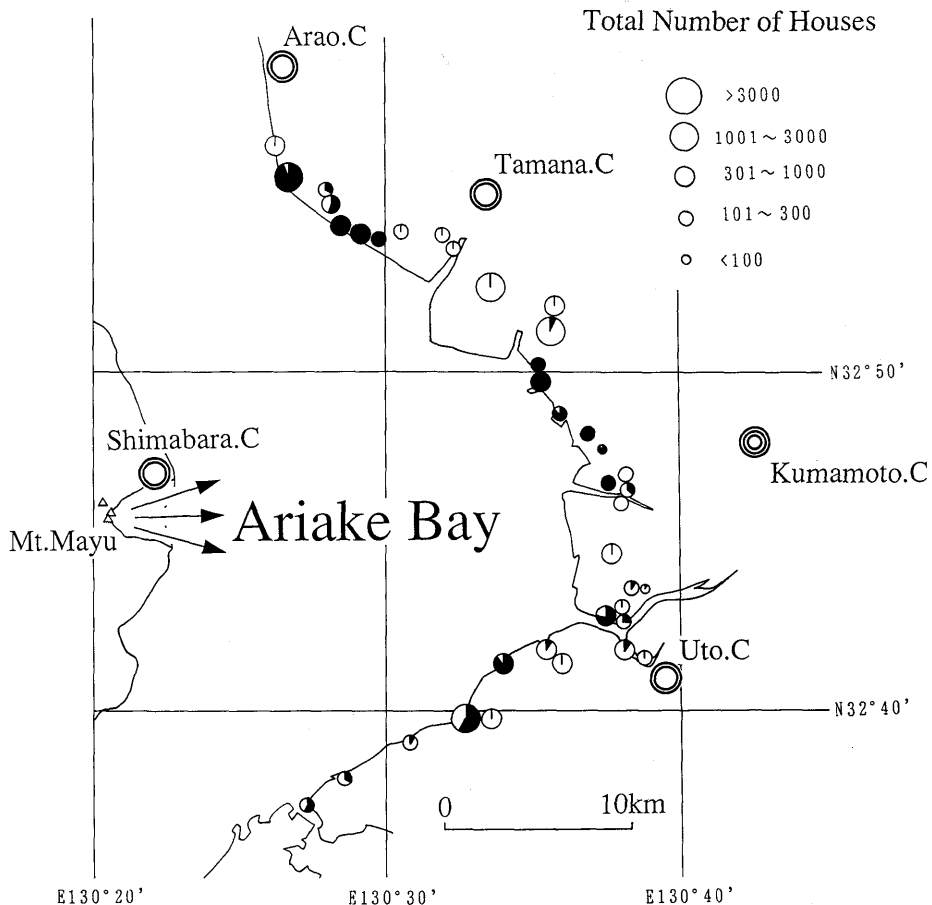 Total Number of Houses
Arao.C
>3000
1001~3000
Tamana.C
301~1000
101~300
<100
N32°50'
Shimabara.C
Kumamoto.C
Ariake Bay
Mt.Mayu
Uto.C
N32°40'
0 10km
E130°20' E130°30' E130°40'